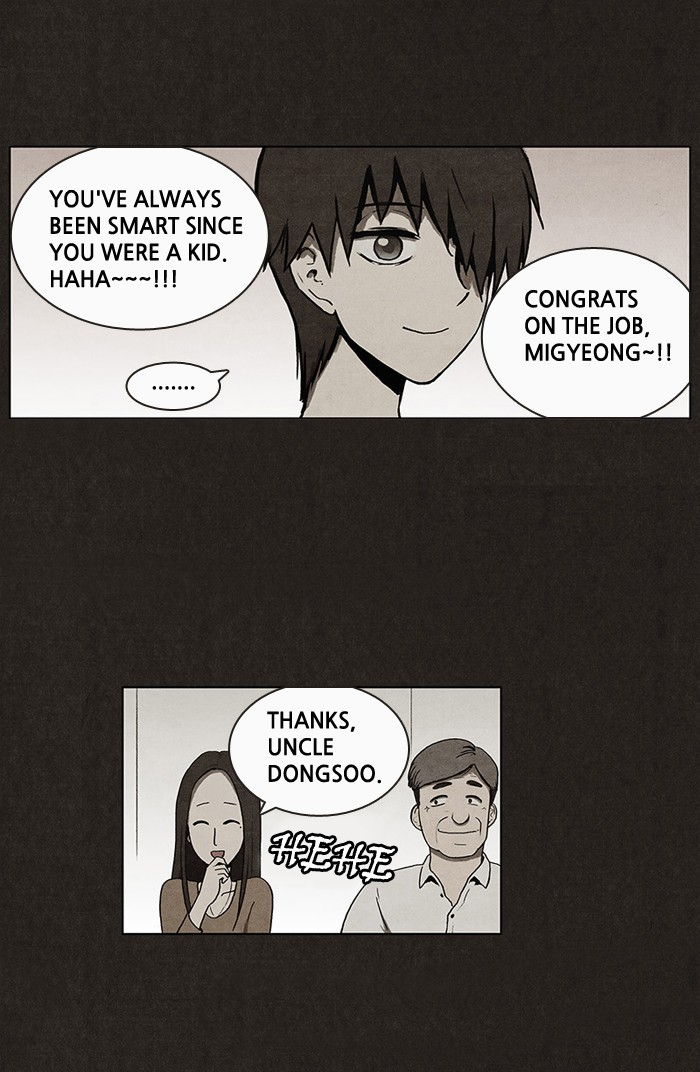 YOU'VE ALWAYS
BEEN SMART SINCE
YOU WERE A KID.
HAHA~~~!!!
CONGRATS
ON THE JOB,
MIGYEONG~!!
.......
THANKS,
UNCLE
DONGSOO.
HEHE